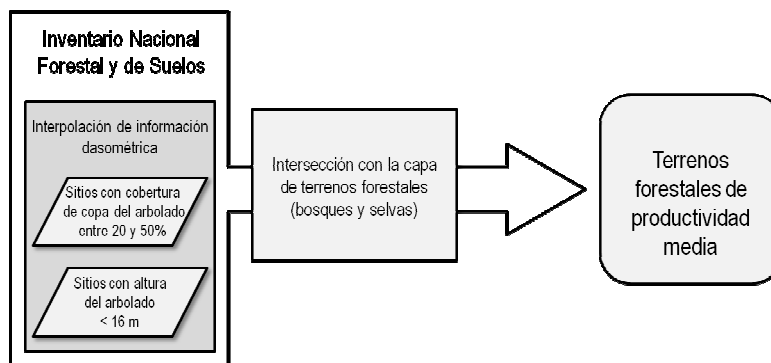 Inventario Nacional
Forestal y de Suelos
Interpolación de información
dasométrica
Sitios con cobertura
de copa del arbolado
entre 20 y 50%
Sitios con altura
del arbolado
< 16 m
Intersección con la capa
de terrenos forestales
(bosques y selvas)
Terrenos
forestales de
productividad
media